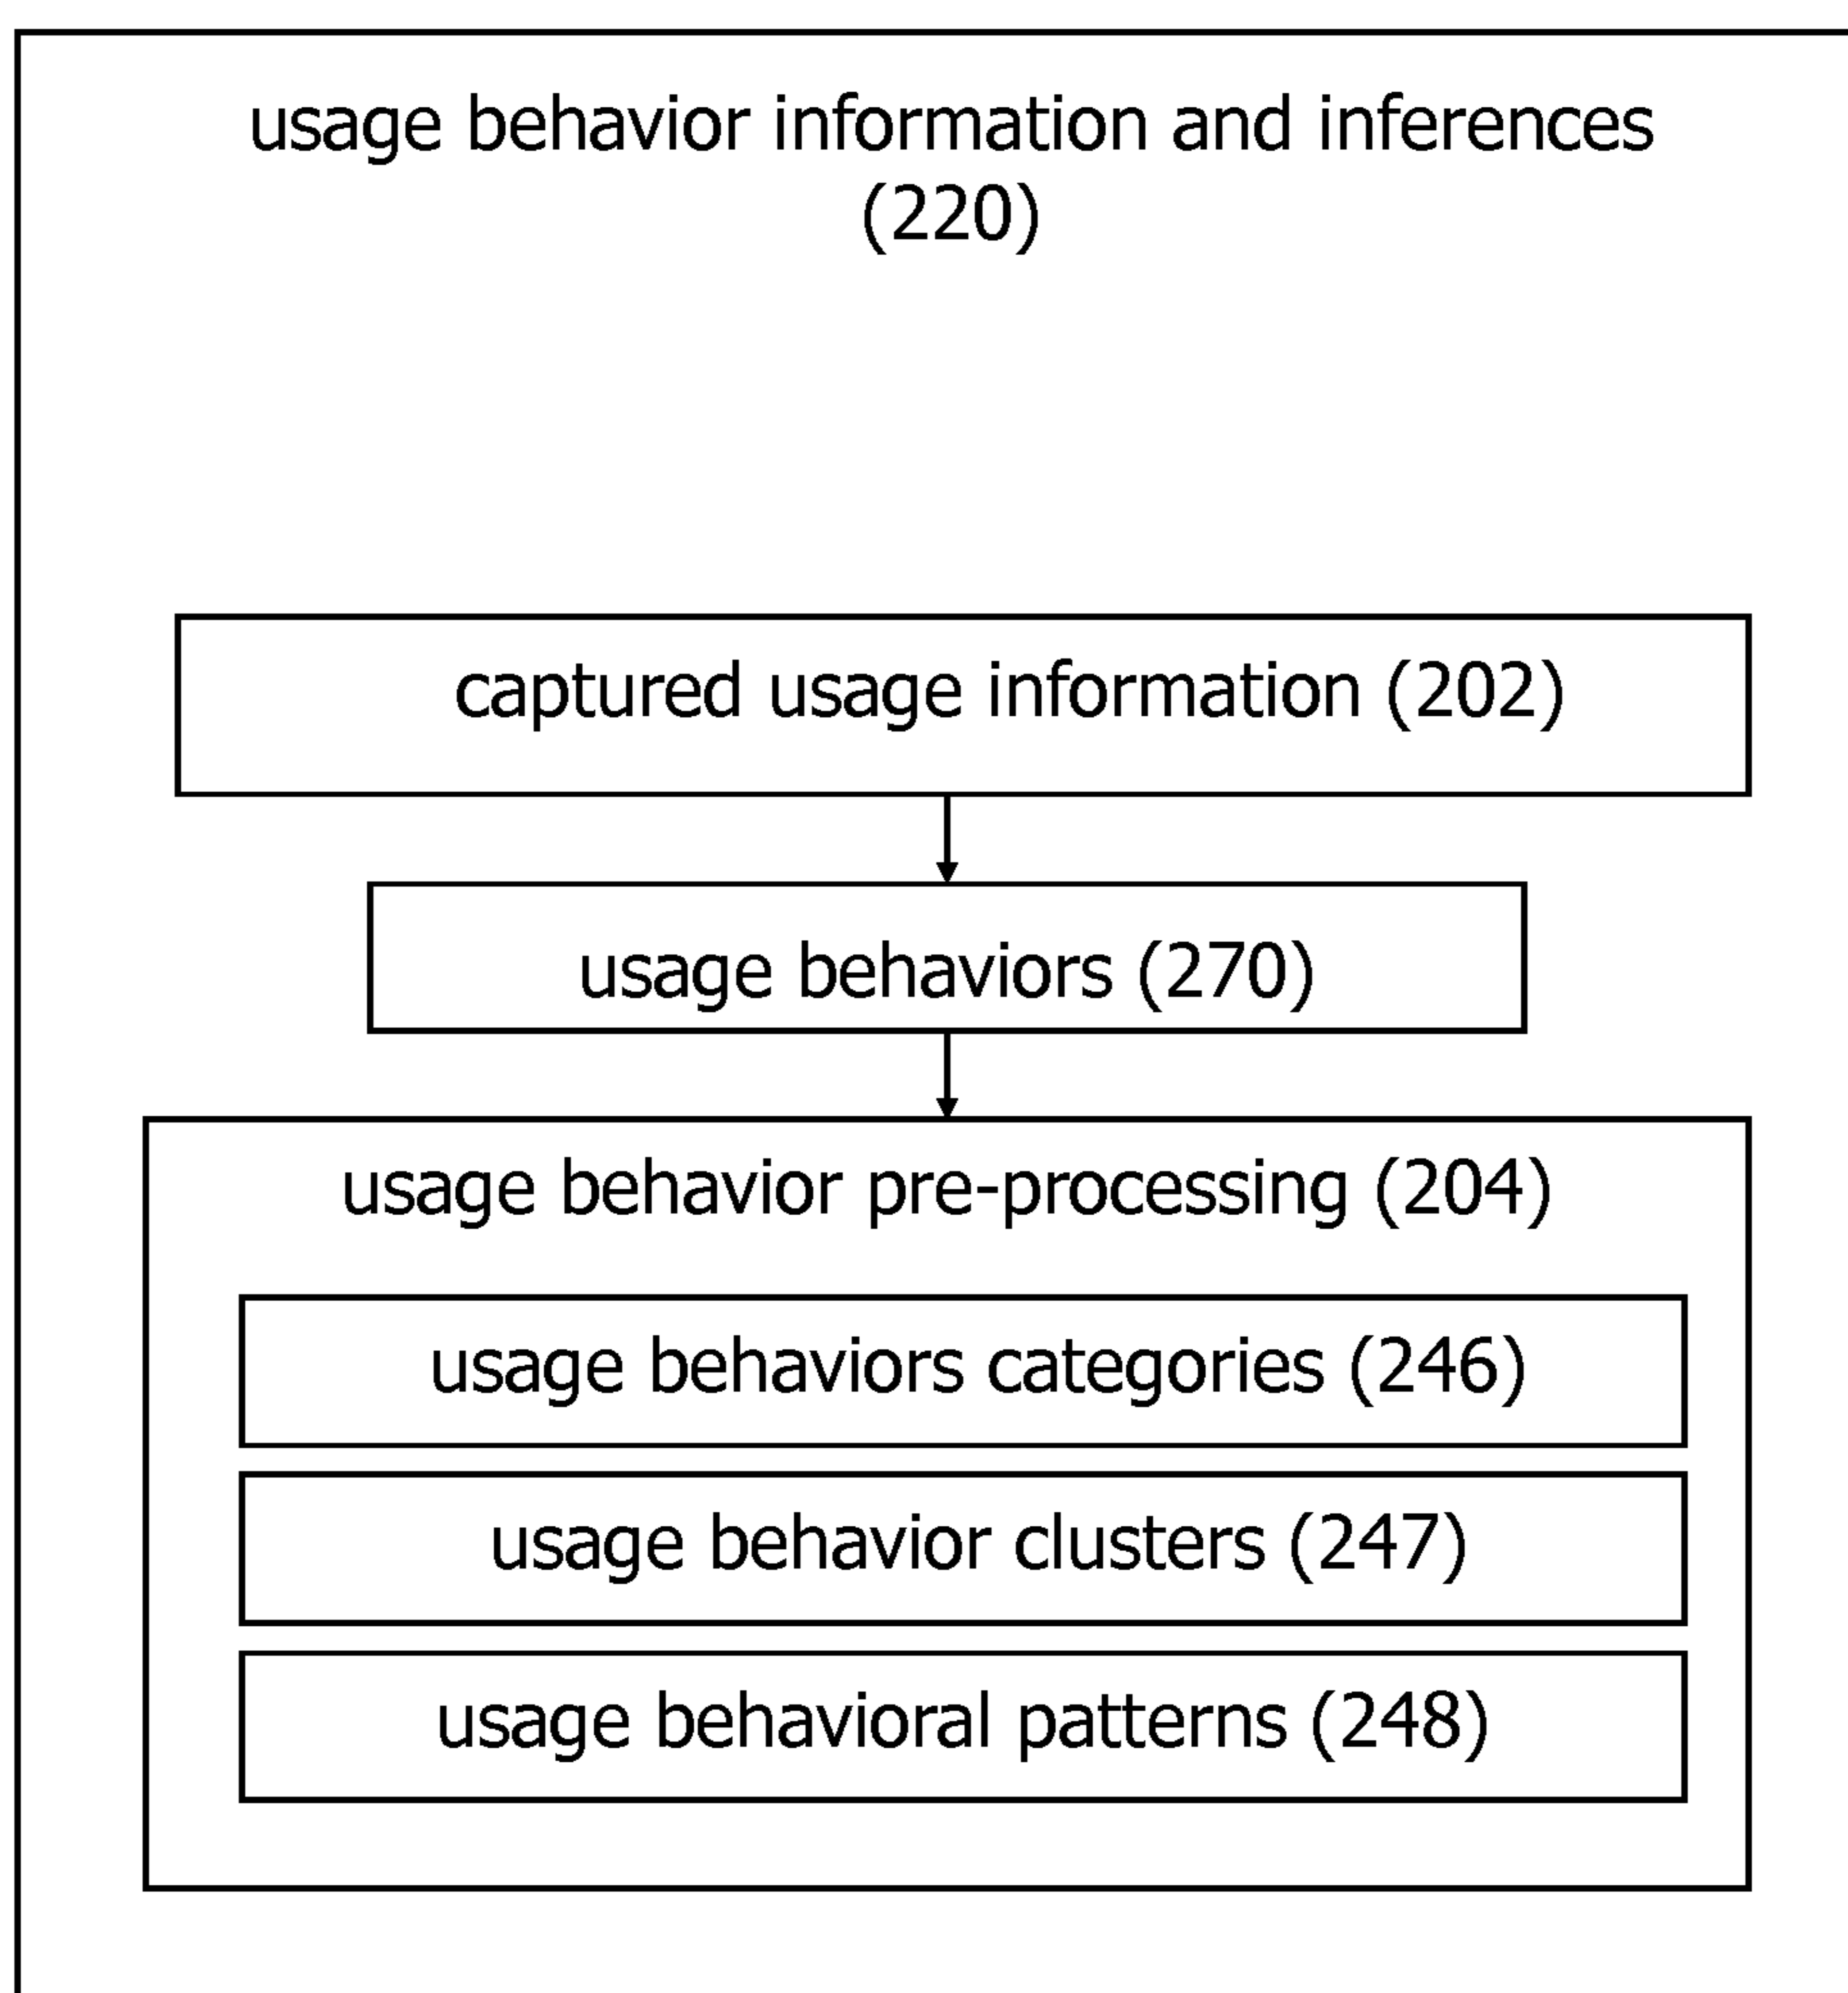 usage behavior information and inferences
(220)
captured usage information (202)
usage behaviors (270)
usage behavior pre-processing (204)
usage behaviors categories (246)
usage behavior clusters (247)
usage behavioral patterns (248)